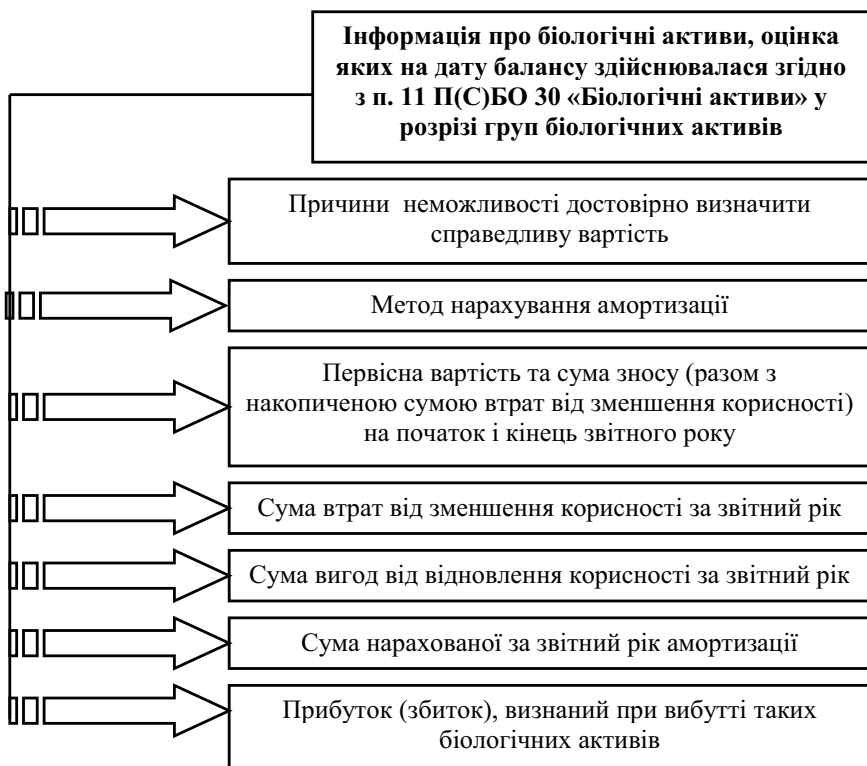 Інформація про біологічні активи, оцінка
яких на дату балансу здійснювалася згідно
з п. 11 П(С)БО 30 «Біологічні активи» у
розрізі груп біологічних активів
Причини неможливості достовірно визначити
справедливу вартість
Метод нарахування амортизації
Первісна вартість та сума зносу (разом з
накопиченою сумою втрат від зменшення корисності)
на початок і кінець звітного року
Сума втрат від зменшення корисності за звітний рік
Сума вигод від відновлення корисності за звітний рік
Сума нарахованої за звітний рік амортизації
Прибуток (збиток), визнаний при вибутті таких
біологічних активів